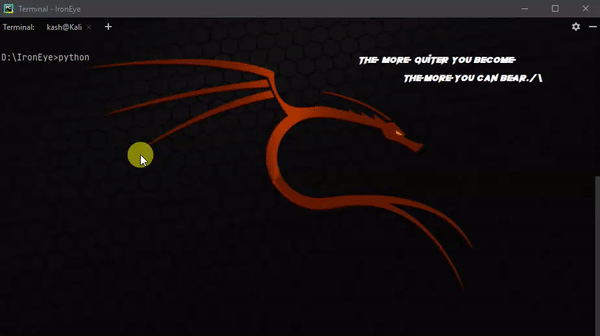 Terminal - IronEye
Terminal: kash@Kali × +
D:\IronEye>python
THE MORE QUITER YOU BECOME
THE MORE YOU CAN BEAR./\